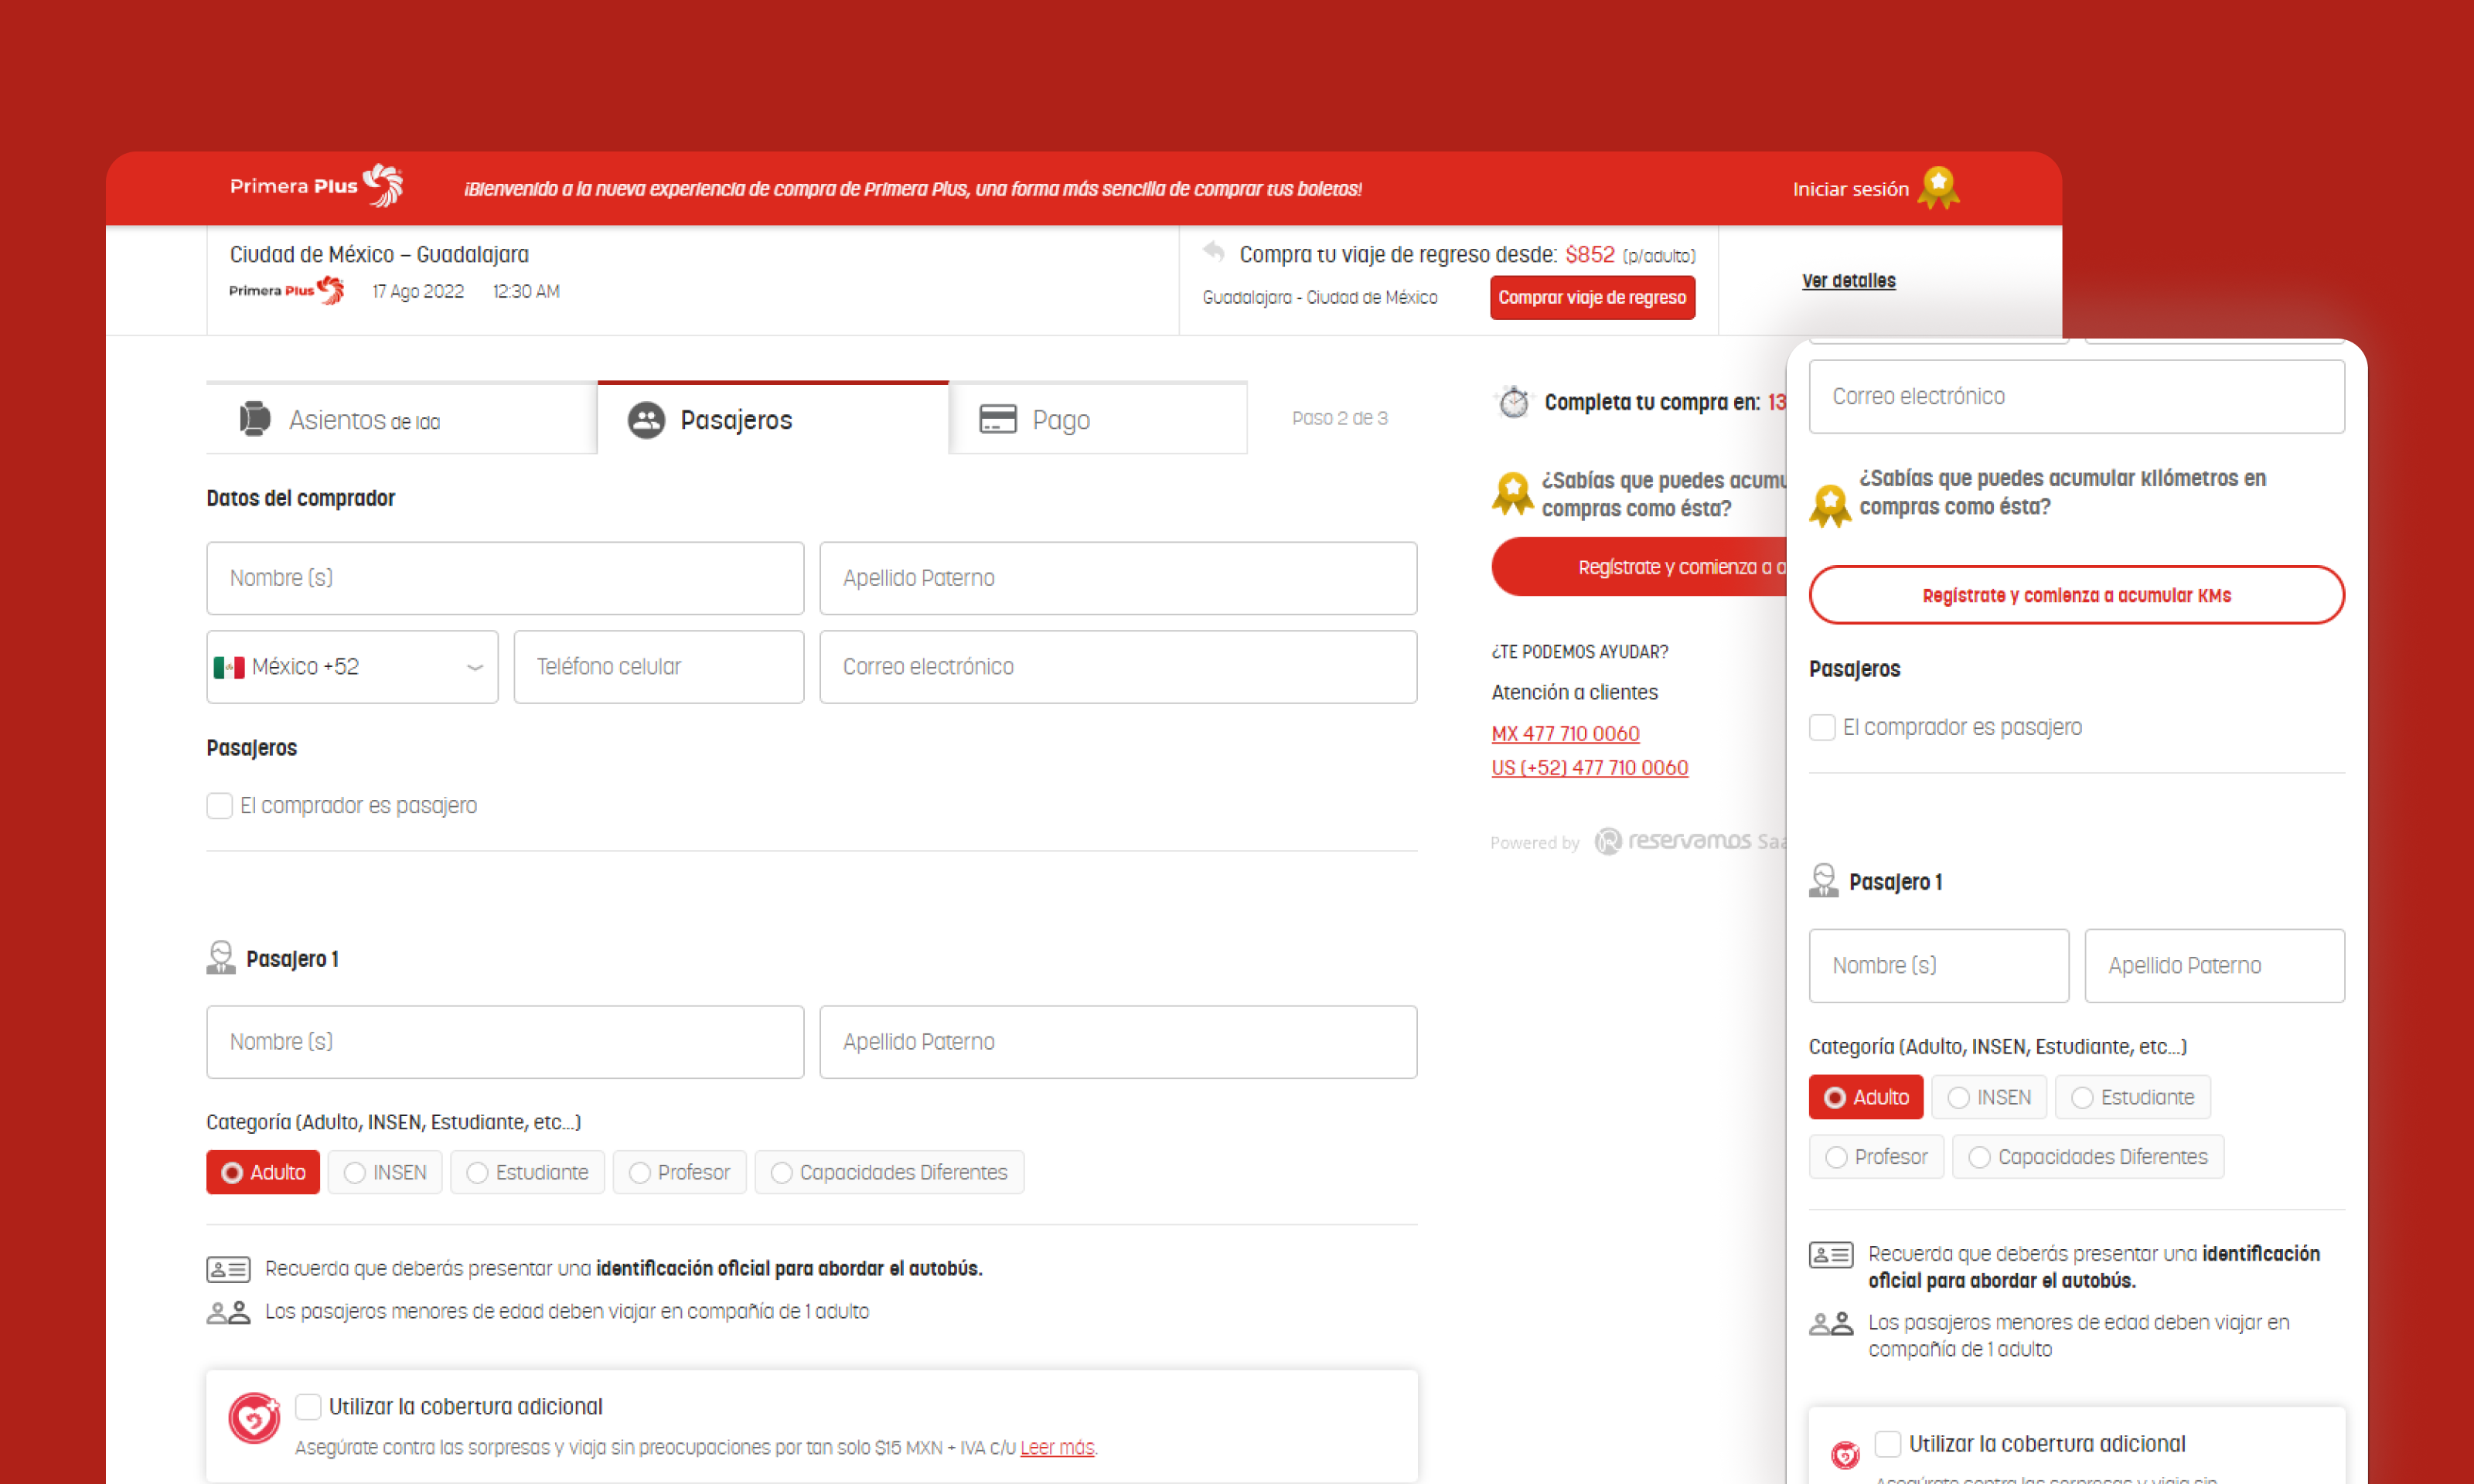 Primera Plus
¡Bienvenido a la nueva experiencia de compra de Primera Plus, una forma más sencilla de comprar tus boletos!
Iniciar sesión
Ciudad de México – Guadalajara
Primera Plus 17 Ago 2022 12:30 AM
Compra tu viaje de regreso desde: $852 (p/adulto)
Guadalajara - Ciudad de México
Comprar viaje de regreso
Ver detalles
Asientos de Ida
Pasajeros
Pago
Paso 2 de 3
Datos del comprador
Nombre (s)
Apellido Paterno
México +52
Teléfono celular
Correo electrónico
Pasajeros
El comprador es pasajero
Pasajero 1
Nombre (s)
Apellido Paterno
Categoría (Adulto, INSEN, Estudiante, etc...)
Adulto
INSEN
Estudiante
Profesor
Capacidades Diferentes
Recuerda que deberás presentar una identificación oficial para abordar el autobús.
Los pasajeros menores de edad deben viajar en compañía de 1 adulto
Utilizar la cobertura adicional
Asegúrate contra las sorpresas y viaja sin preocupaciones por tan solo $15 MXN + IVA c/u Leer más.
Completa tu compra en: 13
¿Sabías que puedes acumu
compras como ésta?
Regístrate y comienza a a
¿TE PODEMOS AYUDAR?
Atención a clientes
MX 477 710 0060
US (+52) 477 710 0060
Powered by reservamos Saa
Correo electrónico
¿Sabías que puedes acumular kilómetros en
compras como ésta?
Regístrate y comienza a acumular KMs
Pasajeros
El comprador es pasajero
Pasajero 1
Nombre (s)
Apellido Paterno
Categoría (Adulto, INSEN, Estudiante, etc...)
Adulto
INSEN
Estudiante
Profesor
Capacidades Diferentes
Recuerda que deberás presentar una identificación
oficial para abordar el autobús.
Los pasajeros menores de edad deben viajar en
compañía de 1 adulto
Utilizar la cobertura adicional
Asegúrate contra las sorpresas y viaja sin